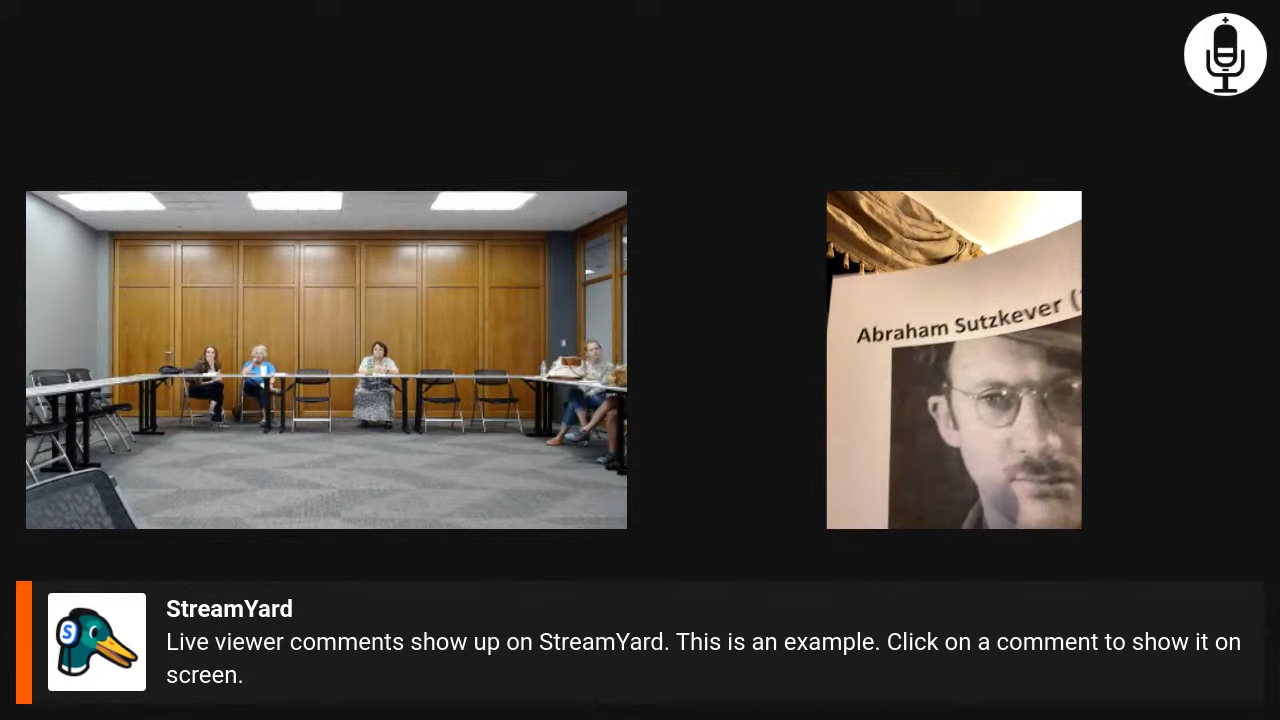 Abraham Sutzkever (
S
StreamYard
Live viewer comments show up on StreamYard. This is an example. Click on a comment to show it on
screen.